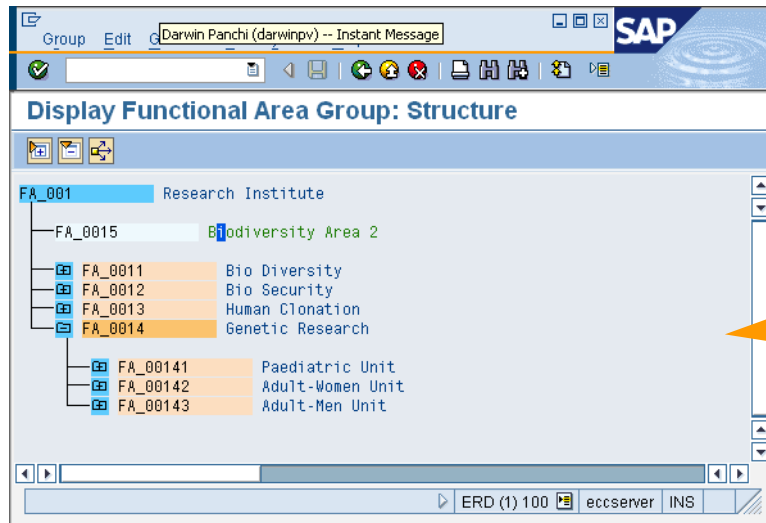 Group Edit G
Darwin Panchi (darwinpv) -- Instant Message
SAP
Display Functional Area Group: Structure
FA_001 Research Institute
FA_0015 Biodiversity Area 2
FA_0011 Bio Diversity
FA_0012 Bio Security
FA_0013 Human Clonation
FA_0014 Genetic Research
FA_00141 Paediatric Unit
FA_00142 Adult-Women Unit
FA_00143 Adult-Men Unit
ERD (1) 100 eccserver INS